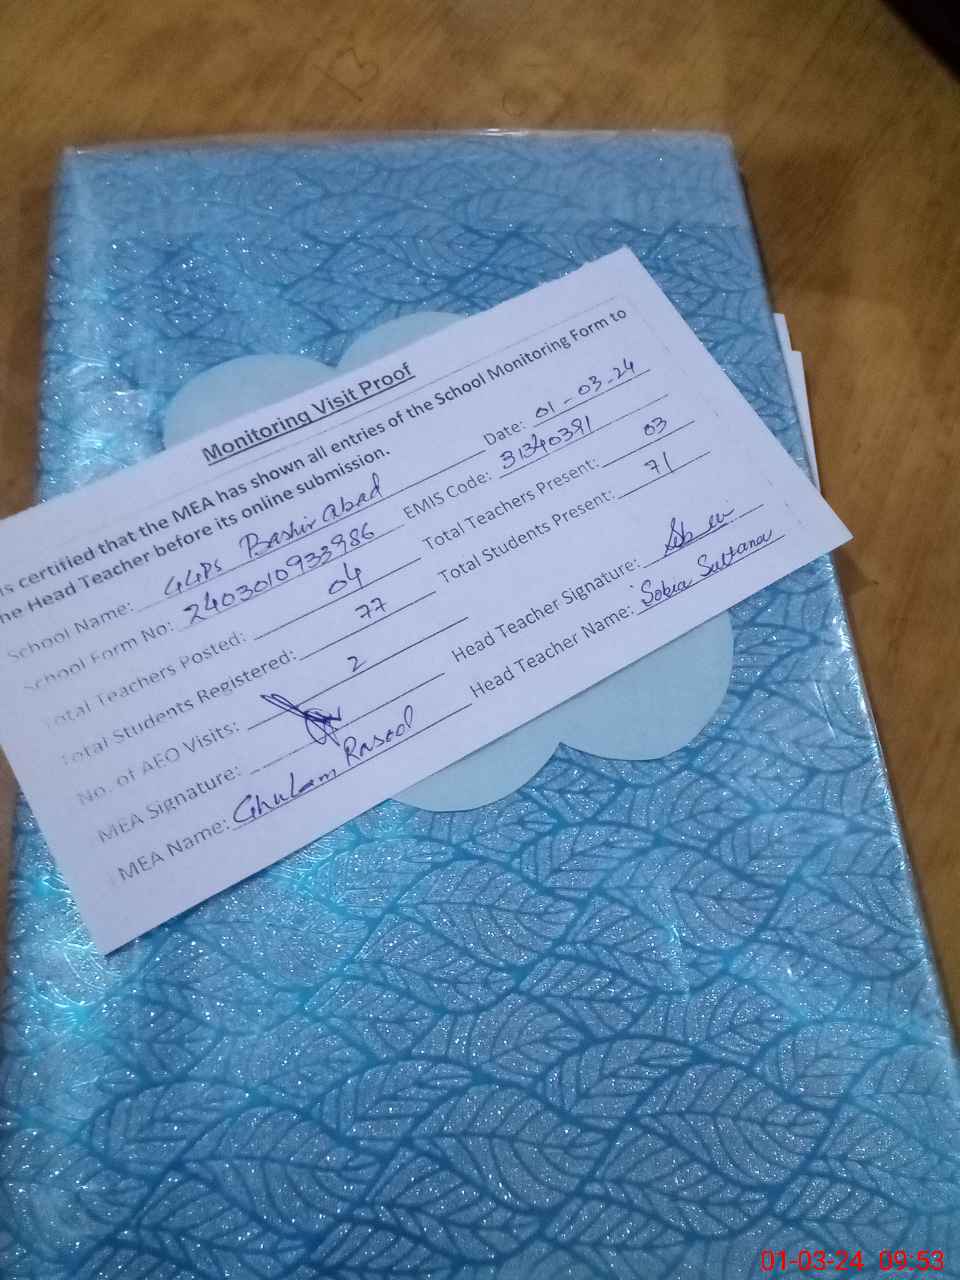 Monitoring Visit Proof
is certified that the MEA has shown all entries of the School Monitoring Form to
he Head Teacher before its online submission.
School Name: GGPS Bashir abad Date: 01-03-24
School Form No: 2403010933986 EMIS Code: 31340391
Total Teachers Posted: 04 Total Teachers Present: 03
Total Students Registered: 77 Total Students Present: 71
No. of AEO Visits: 2
MEA Signature: Head Teacher Signature:
MEA Name: Ghulam Rasool Head Teacher Name: Sobia Sultana
01-03-24 09:53